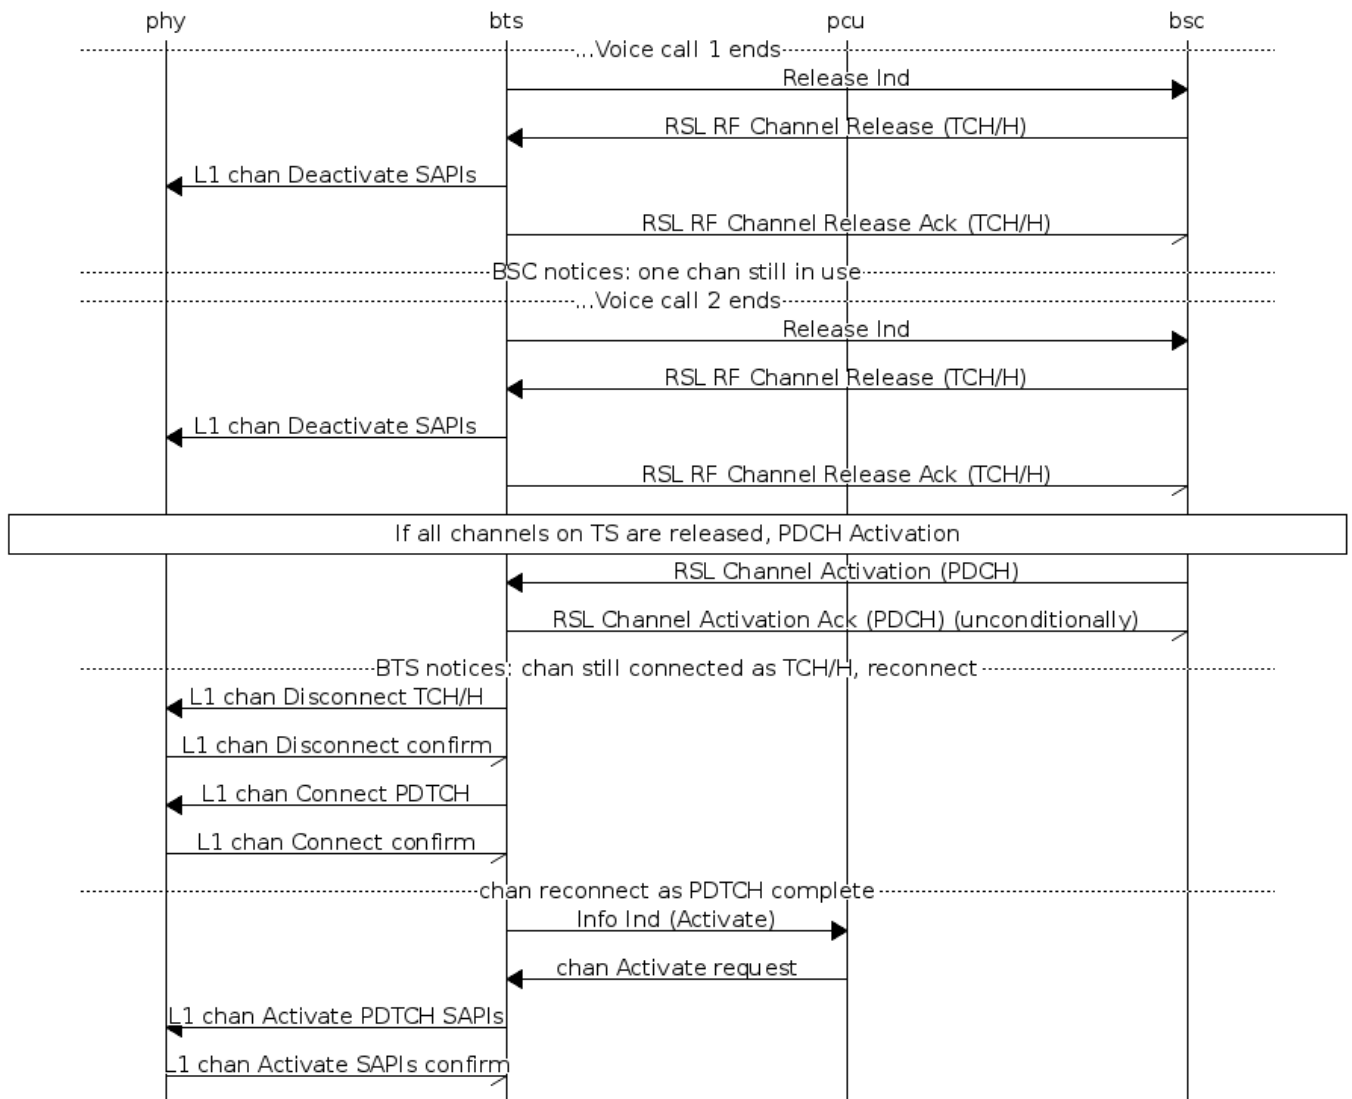 phy bts pcu bsc
...Voice call 1 ends
Release Ind
RSL RF Channel Release (TCH/H)
L1 chan Deactivate SAPIs
RSL RF Channel Release Ack (TCH/H)
BSC notices: one chan still in use
...Voice call 2 ends
Release Ind
RSL RF Channel Release (TCH/H)
L1 chan Deactivate SAPIs
RSL RF Channel Release Ack (TCH/H)
If all channels on TS are released, PDCH Activation
RSL Channel Activation (PDCH)
RSL Channel Activation Ack (PDCH) (unconditionally)
BTS notices: chan still connected as TCH/H, reconnect
L1 chan Disconnect TCH/H
L1 chan Disconnect confirm
L1 chan Connect PDTCH
L1 chan Connect confirm
chan reconnect as PDTCH complete
Info Ind (Activate)
chan Activate request
L1 chan Activate PDTCH SAPIs
L1 chan Activate SAPIs confirm